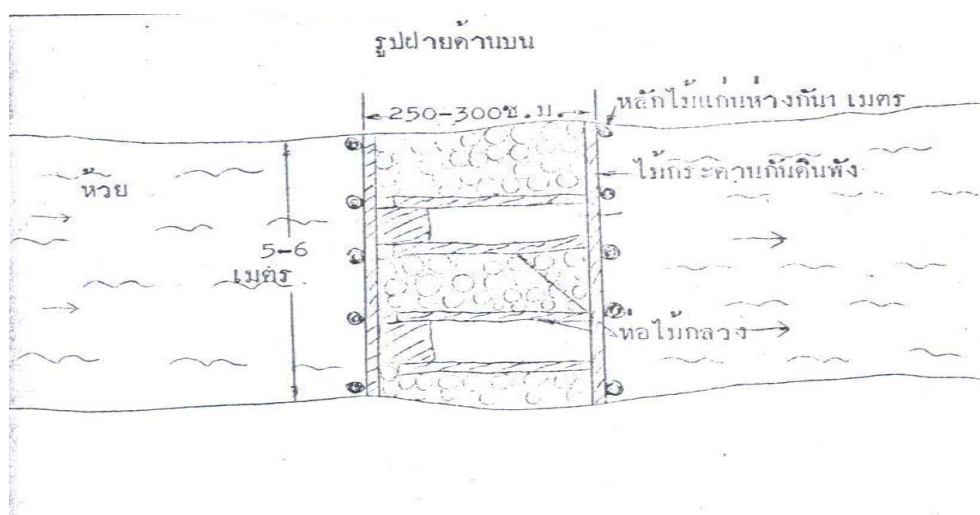 รูปฝายด้านบน
250-300ซ.ม.
หลักไม้แก่นห่างกัน1 เมตร
ไม้กระดานกันดินพัง
ห้วย
5-6
เมตร
ท่อไม้กลวง